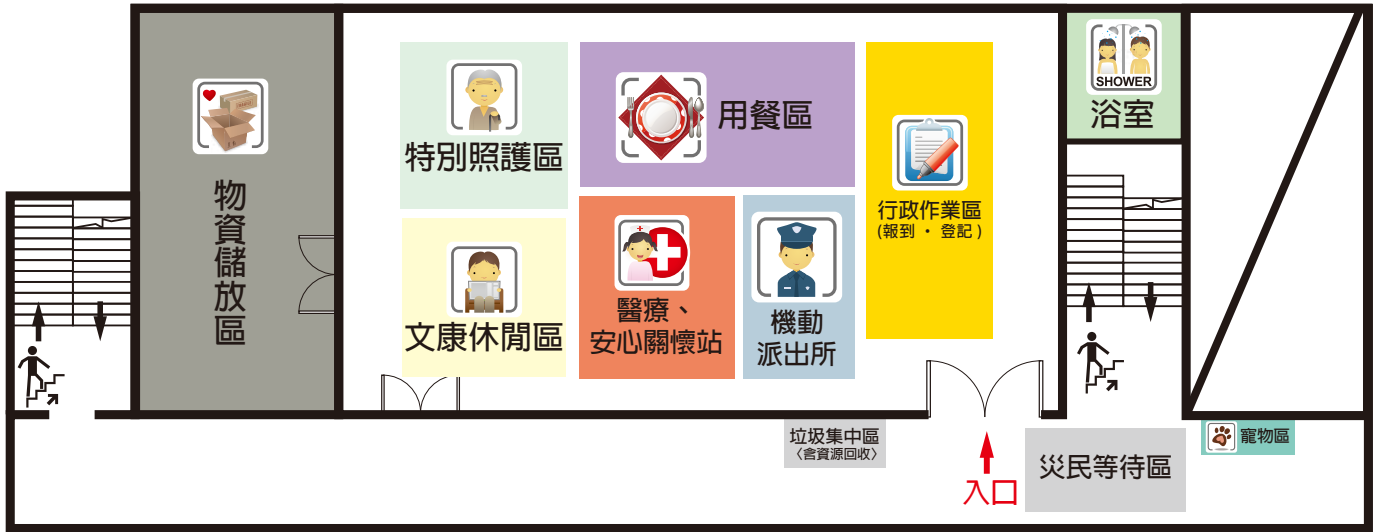 物資儲放區
特別照護區
用餐區
行政作業區
(報到 · 登記)
SHOWER
浴室
文康休閒區
醫療、
安心關懷站
機動
派出所
垃圾集中區
〈含資源回收〉
入口
災民等待區
寵物區